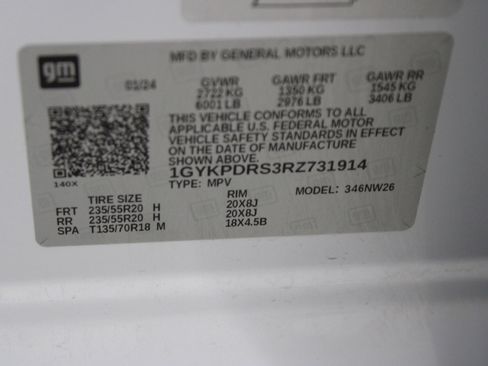 gm
MFD BY GENERAL MOTORS LLC
01/24 GVWR GAWR FRT GAWR RR
2722 KG 1350 KG 1545 KG
6001 LB 2976 LB 3406 LB
THIS VEHICLE CONFORMS TO ALL
APPLICABLE U.S. FEDERAL MOTOR
VEHICLE SAFETY STANDARDS IN EFFECT
ON THE DATE OF MANUFACTURE
SHOWN ABOVE.
1GYKPDRS3RZ731914
140X TYPE: MPV MODEL: 346NW26
TIRE SIZE RIM
FRT 235/55R20 H 20X8J
RR 235/55R20 H 20X8J
SPA T135/70R18 M 18X4.5B